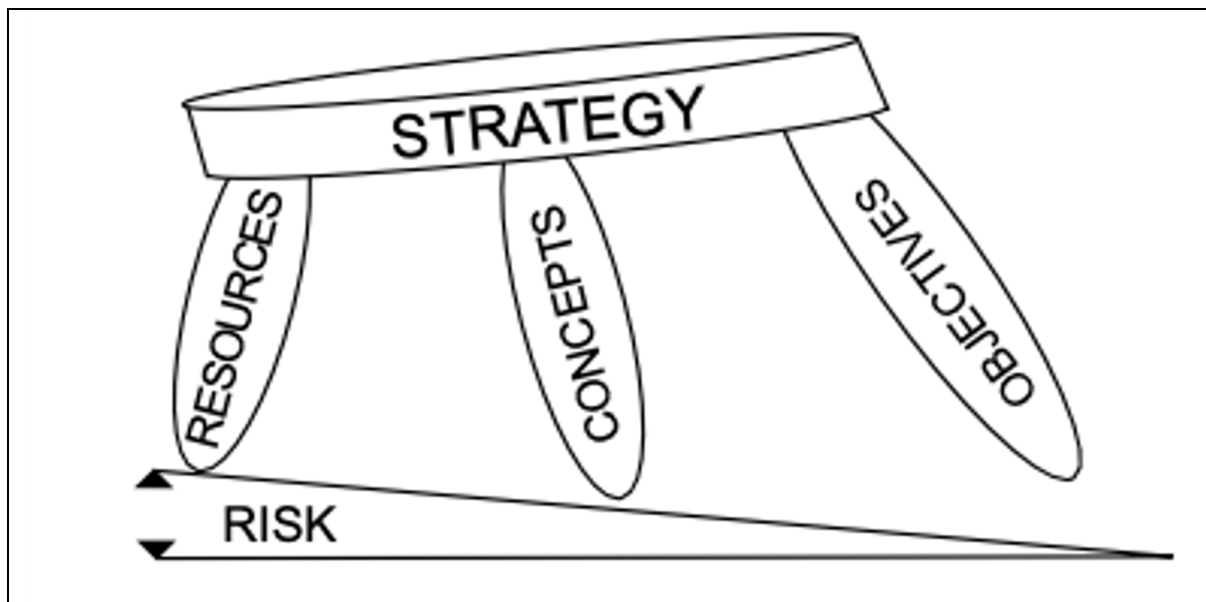 STRATEGY
RESOURCES
CONCEPTS
OBJECTIVES
RISK